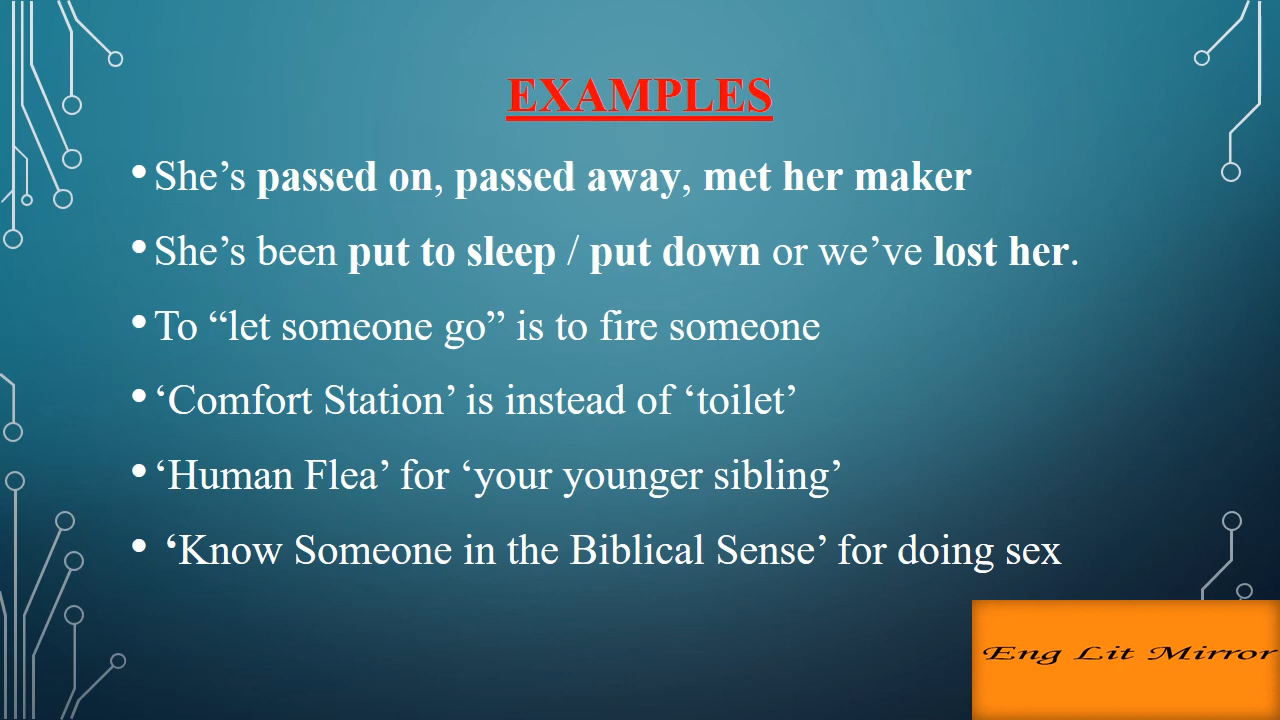 EXAMPLES
•She’s passed on, passed away, met her maker
•She’s been put to sleep / put down or we’ve lost her.
•To “let someone go” is to fire someone
•‘Comfort Station’ is instead of ‘toilet’
•‘Human Flea’ for ‘your younger sibling’
• ‘Know Someone in the Biblical Sense’ for doing sex
Eng Lit Mirror